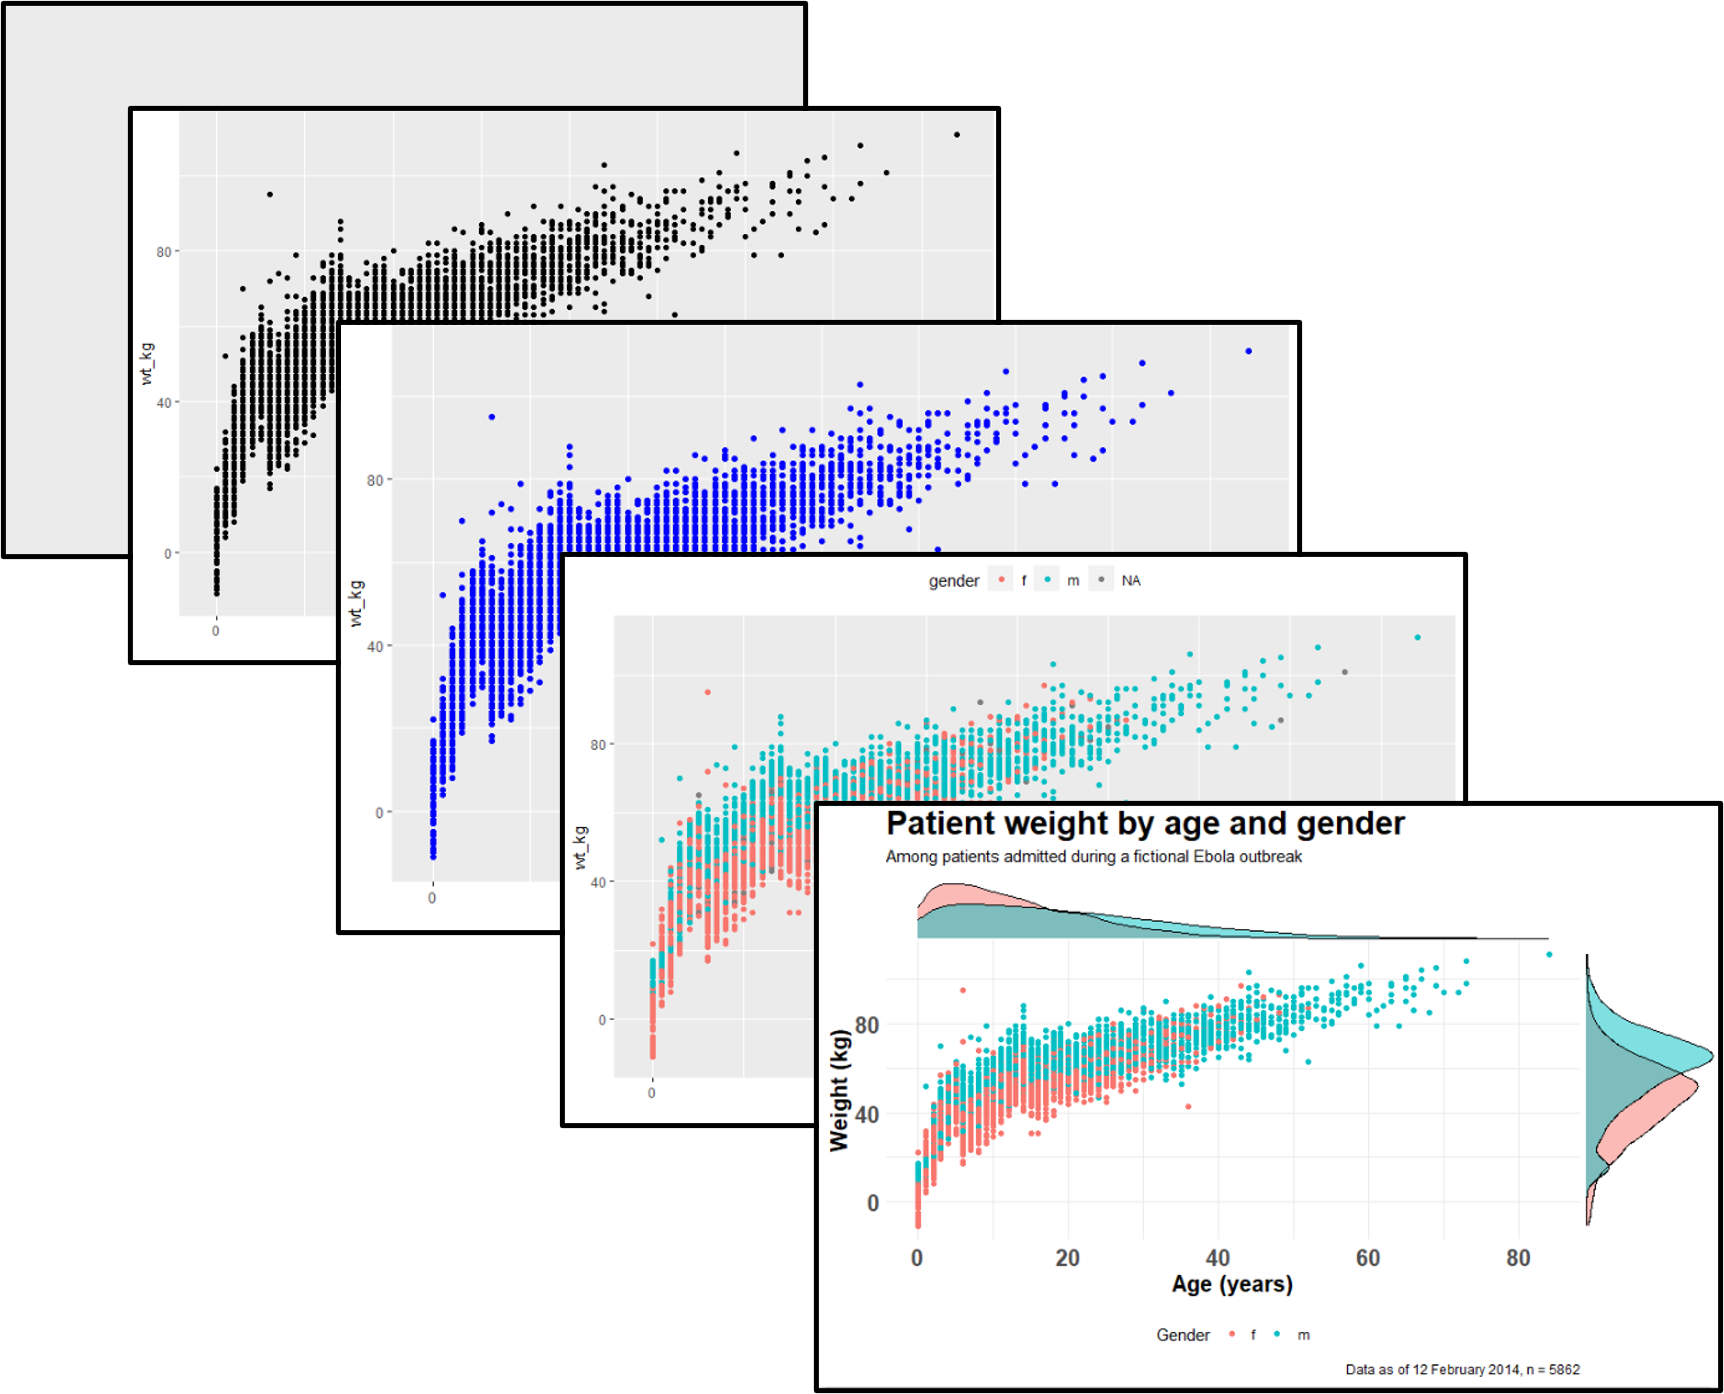 80
wt_kg
40
0
0
80
wt_kg
40
0
0
gender f m NA
80
wt_kg
40
0
0
Patient weight by age and gender
Among patients admitted during a fictional Ebola outbreak
80
Weight (kg)
40
0
0 20 40 60 80
Age (years)
Gender f m
Data as of 12 February 2014, n = 5862